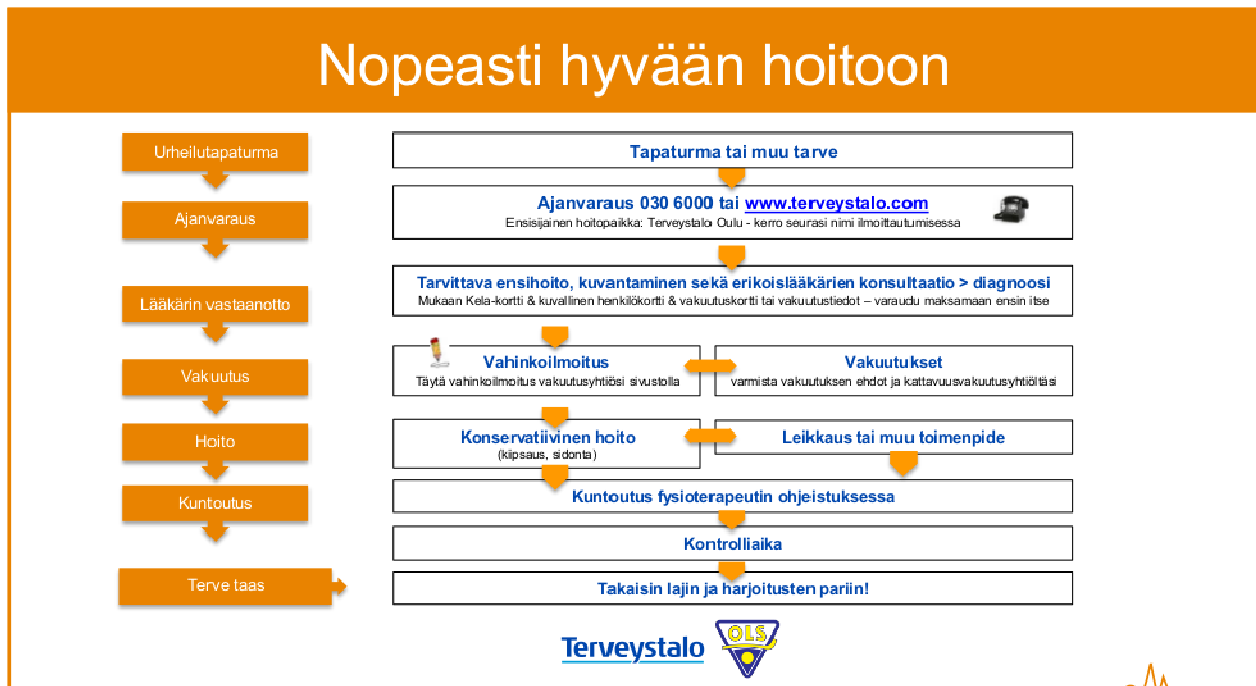 Nopeasti hyvään hoitoon
Urheilutapaturma
Tapaturma tai muu tarve
Ajanvaraus
Ajanvaraus 030 6000 tai www.terveystalo.com
Ensisijainen hoitopaikka: Terveystalo Oulu - kerro seurasi nimi ilmoittautumisessa
Lääkärin vastaanotto
Tarvittava ensihoito, kuvantaminen sekä erikoislääkärien konsultaatio > diagnoosi
Mukaan Kela-kortti & kuvallinen henkilökortti & vakuutuskortti tai vakuutustiedot – varaudu maksamaan ensin itse
Vakuutus
Vahinkoilmoitus
Täytä vahinkoilmoitus vakuutusyhtiösi sivustolla
Vakuutukset
varmista vakuutuksen ehdot ja kattavuusvakuutusyhtiöltäsi
Hoito
Konservatiivinen hoito
(kiipsaus, sidonta)
Leikkaus tai muu toimenpide
Kuntoutus
Kuntoutus fysioterapeutin ohjeistuksessa
Kontrolliaika
Terve taas
Takaisin lajin ja harjoitusten pariin!
Terveystalo
OLS